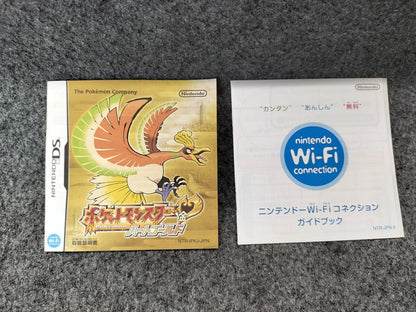 The Pokémon Company
Nintendo
NINTENDO DS
ポケットモンスター
ハートゴールド
取扱説明書
NTR-IPKJ-JPN
Nintendo
"カンタン" "あんしん" "無料"
nintendo
Wi-Fi
connection
ニンテンドーWi-Fiコネクション
ガイドブック